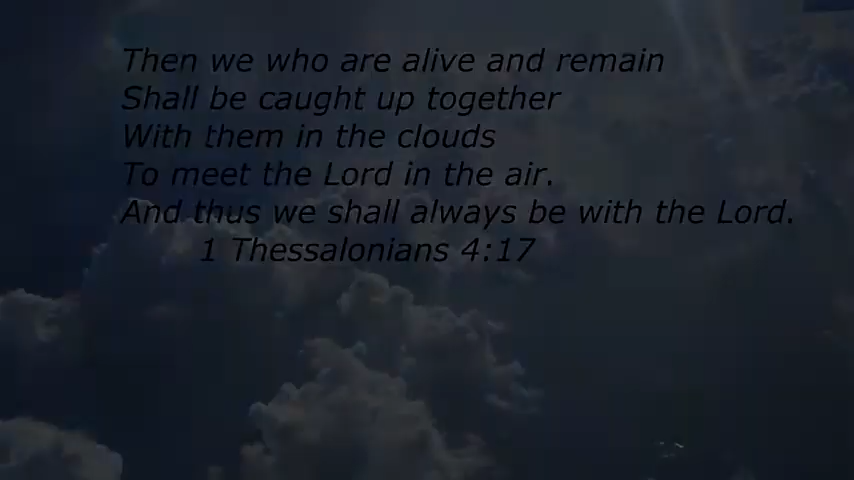 Then we who are alive and remain
Shall be caught up together
With them in the clouds
To meet the Lord in the air.
And thus we shall always be with the Lord.
1 Thessalonians 4:17